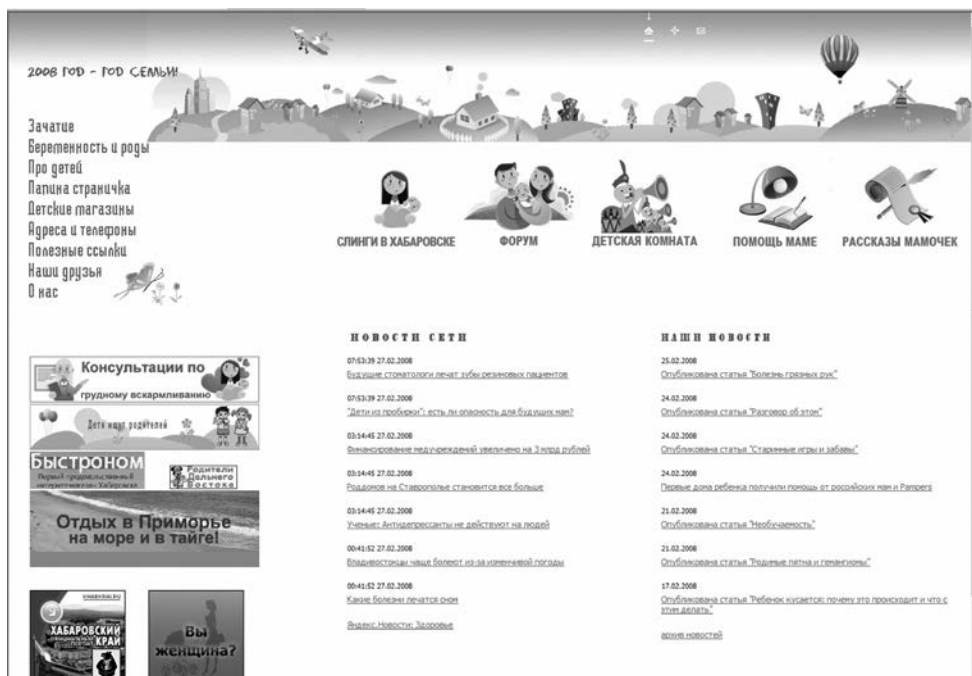 2008 ГОД - ГОД СЕМЬИ
Зачатие
Беременность и роды
Про детей
Папина страничка
Детские магазины
Адреса и телефоны
Полезные ссылки
Наши друзья
О нас
СЛИНГИ В ХАБАРОВСКЕ
ФОРУМ
ДЕТСКАЯ КОМНАТА
ПОМОЩЬ МАМЕ
РАССКАЗЫ МАМОЧЕК
Консультации по
грудному вскармливанию
Дети ищут родителей
БЫСТРОНОМ
Первый продовольственный
интернет-магазин Хабаровска
Родители
Дальнего
Востока
Отдых в Приморье
на море и в тайге!
ХАБАРОВСКИЙ
КРАЙ
Вы
женщина?
НОВОСТИ СЕТИ
07:53:39 27.02.2008
Будущие стоматологи лечат зубы резиновых пациентов
07:53:39 27.02.2008
"Дети из пробирки": есть ли опасность для будущих мам?
03:14:45 27.02.2008
Финансирование медучреждений увеличено на 3 млрд рублей
03:14:45 27.02.2008
Роддомов на Ставрополье становится все больше
03:14:45 27.02.2008
Ученые: Антидепрессанты не действуют на людей
00:41:52 27.02.2008
Владивостокцы чаще болеют из-за изменчивой погоды
00:41:52 27.02.2008
Какие болезни лечатся сном
Яндекс.Новости: Здоровье
НАШИ НОВОСТИ
25.02.2008
Опубликована статья "Болезнь грязных рук"
24.02.2008
Опубликована статья "Разговор об этом"
24.02.2008
Опубликована статья "Старинные игры и забавы"
24.02.2008
Первые дома ребенка получили помощь от российских мам и Pampers
21.02.2008
Опубликована статья "Необучаемость"
21.02.2008
Опубликована статья "Родимые пятна и гемангиомы"
17.02.2008
Опубликована статья "Ребенок кусается: почему это происходит и что с
этим делать"
архив новостей